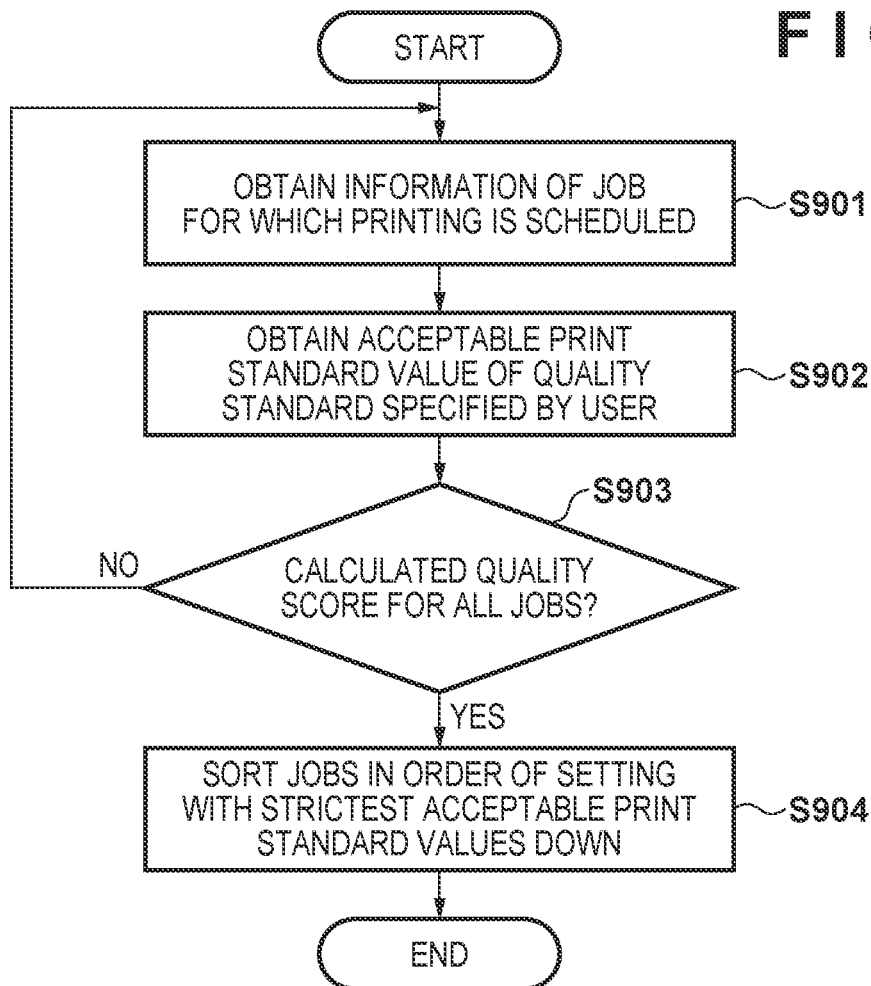 F I
START
OBTAIN INFORMATION OF JOB
FOR WHICH PRINTING IS SCHEDULED
S901
OBTAIN ACCEPTABLE PRINT
STANDARD VALUE OF QUALITY
STANDARD SPECIFIED BY USER
S902
S903
NO
CALCULATED QUALITY
SCORE FOR ALL JOBS?
YES
SORT JOBS IN ORDER OF SETTING
WITH STRICTEST ACCEPTABLE PRINT
STANDARD VALUES DOWN
S904
END